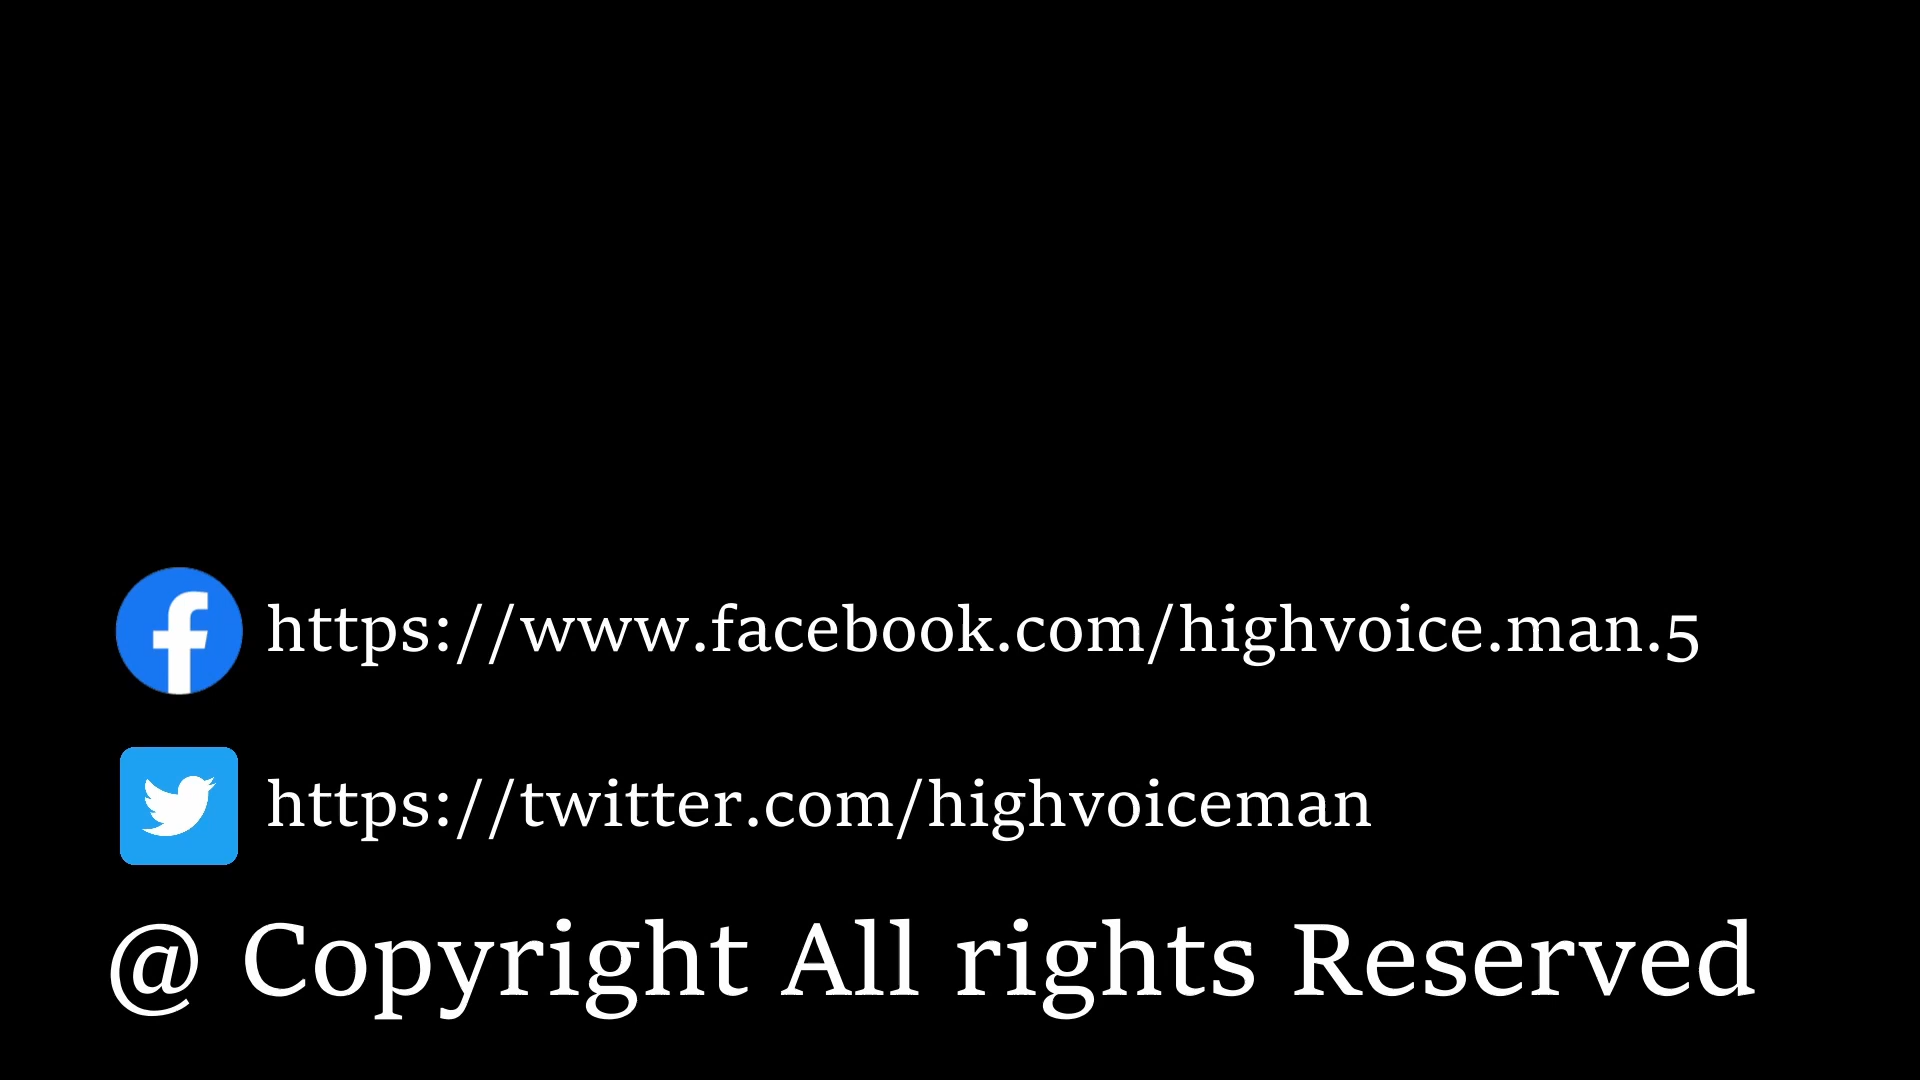 https://www.facebook.com/highvoice.man.5
https://twitter.com/highvoiceman
@ Copyright All rights Reserved